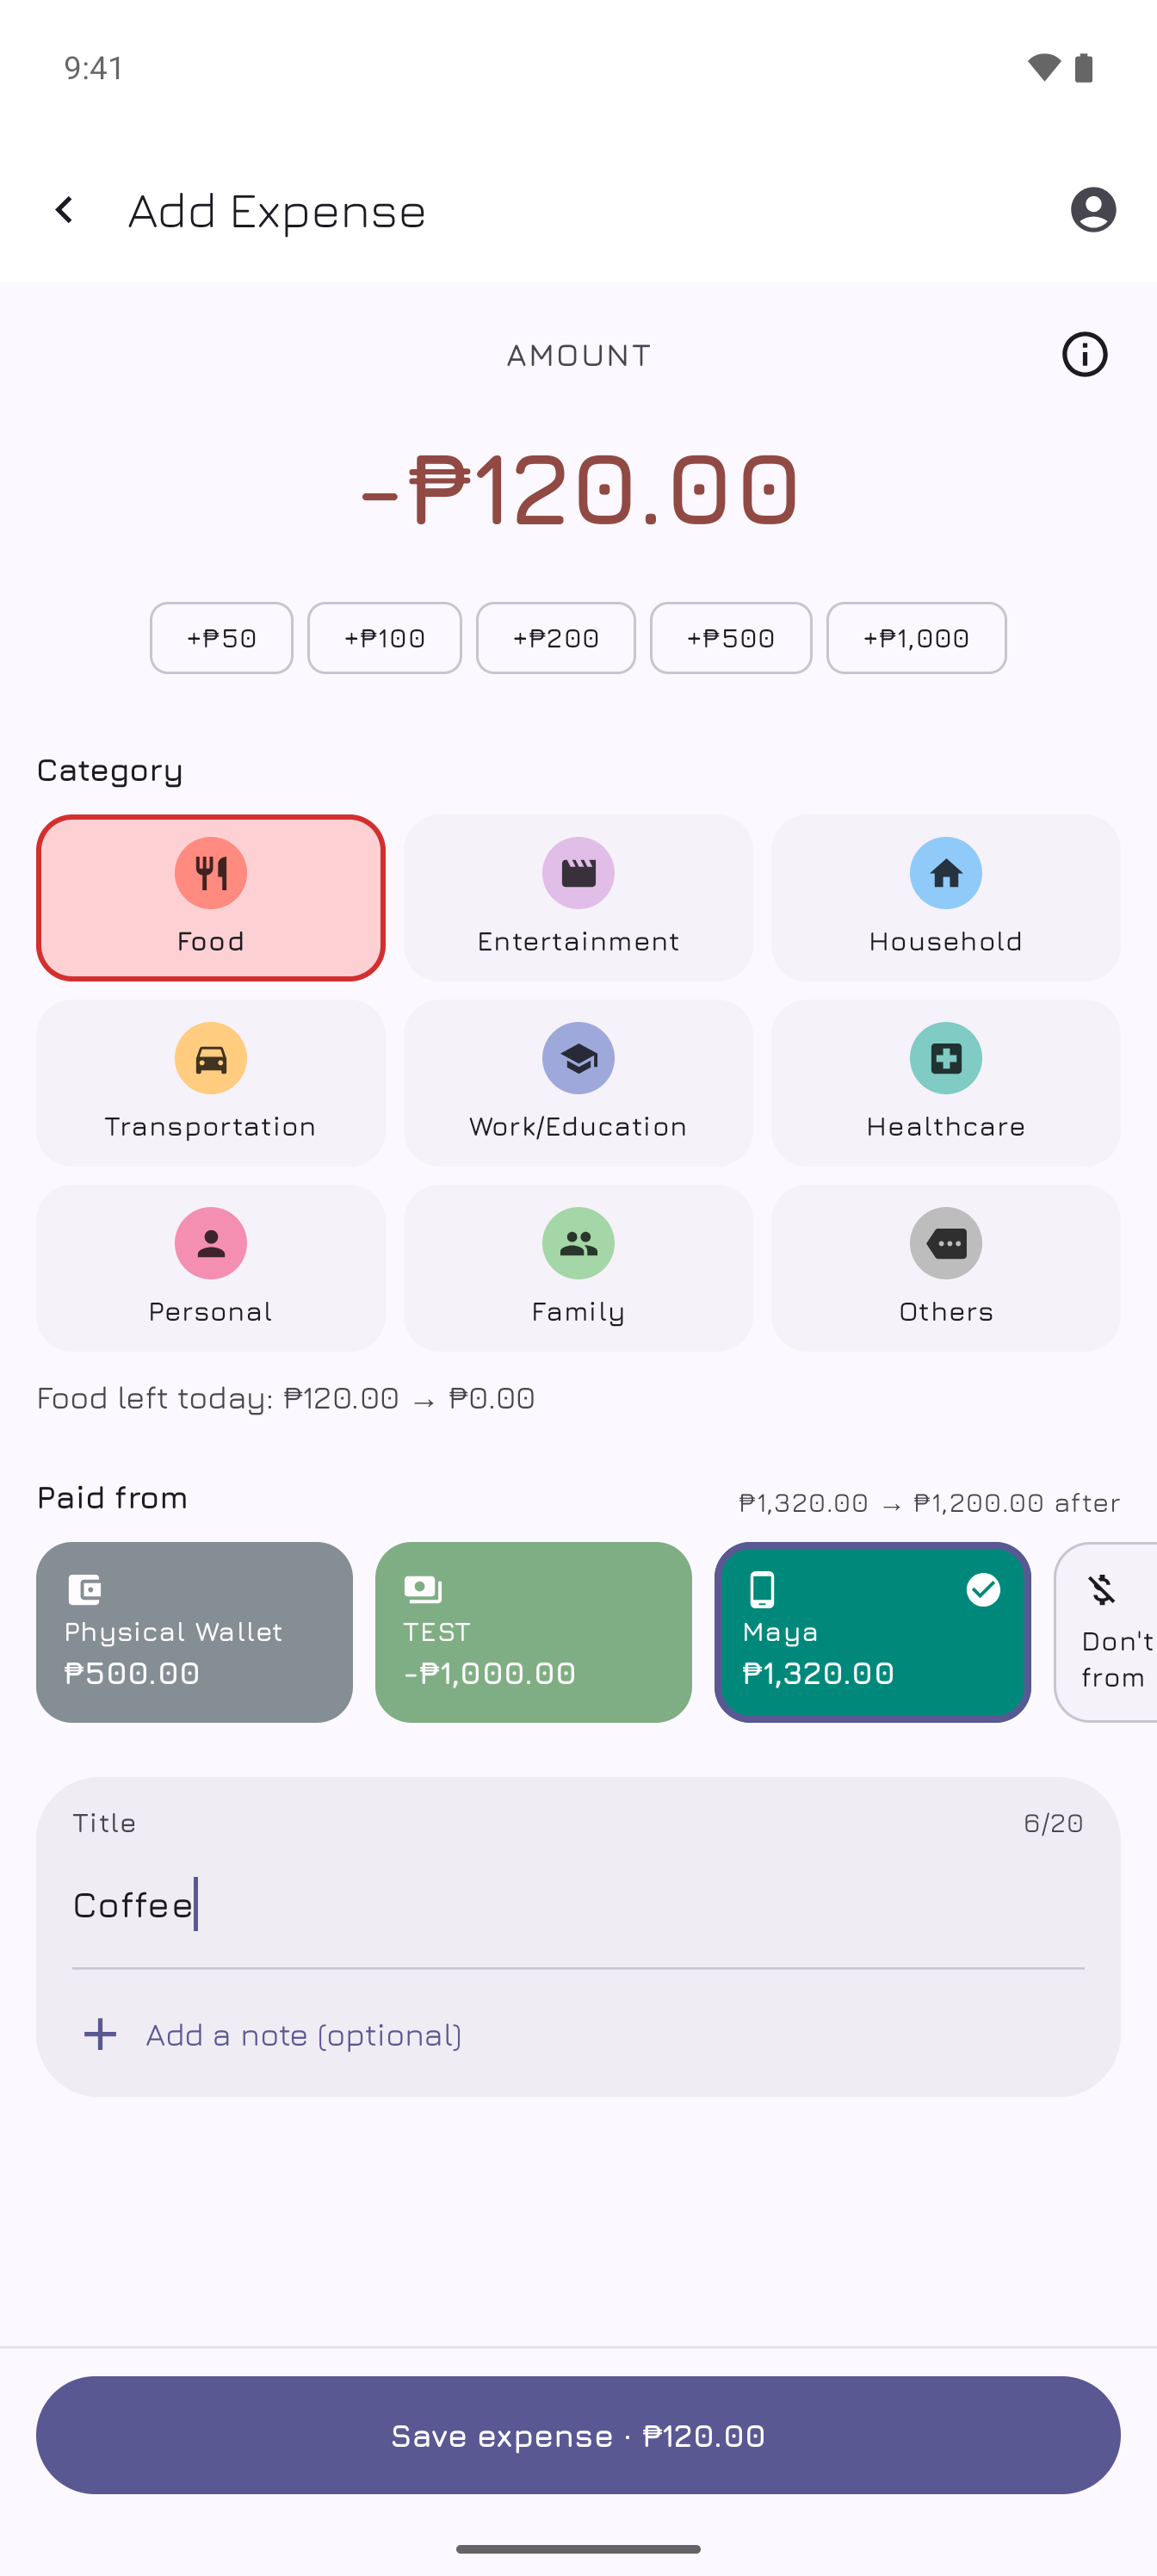 9:41
Add Expense
AMOUNT
-₱120.00
+₱50 +₱100 +₱200 +₱500 +₱1,000
Category
Food Entertainment Household
Transportation Work/Education Healthcare
Personal Family Others
Food left today: ₱120.00 → ₱0.00
Paid from ₱1,320.00 → ₱1,200.00 after
Physical Wallet
₱500.00
TEST
-₱1,000.00
Maya
₱1,320.00
Don't
from
Title 6/20
Coffee
Add a note (optional)
Save expense · ₱120.00